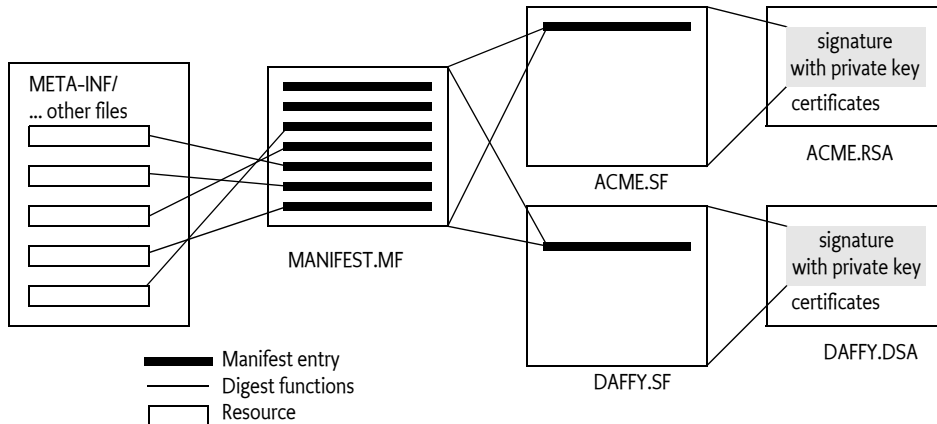 META-INF/
... other files
MANIFEST.MF
ACME.SF
signature
with private key
certificates
ACME.RSA
DAFFY.SF
signature
with private key
certificates
DAFFY.DSA
Manifest entry
Digest functions
Resource